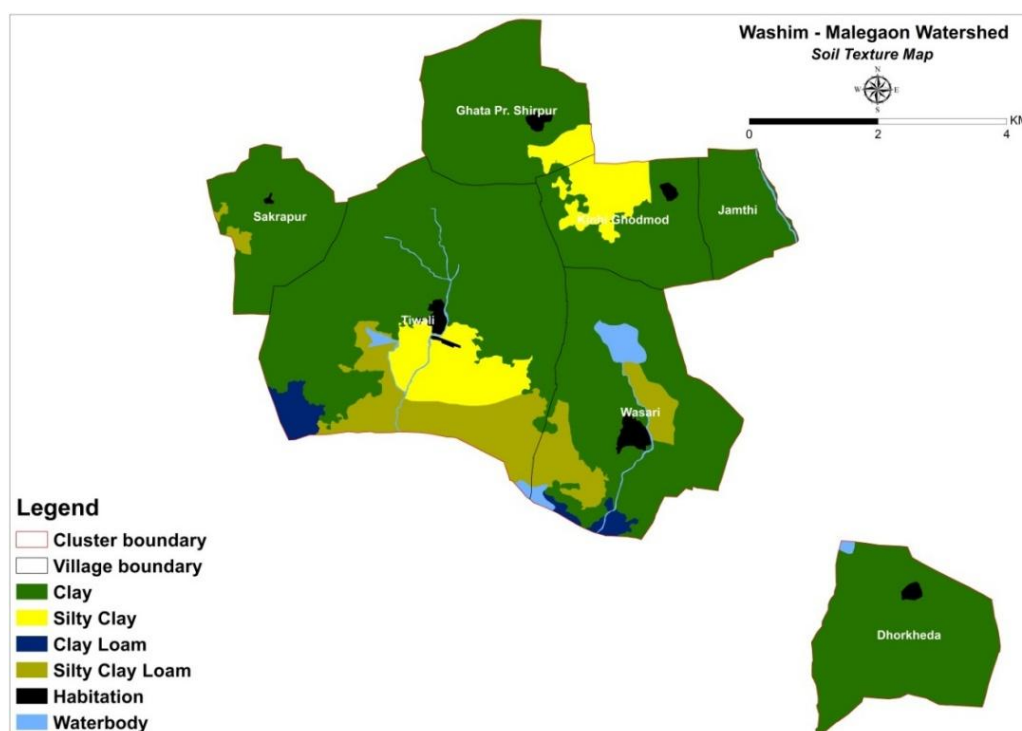 Washim - Malegaon Watershed
Soil Texture Map
N
W E
S
KM
0 2 4
Ghata Pr. Shirpur
Sakrapur
Ghodmod
Jamthi
Tiwali
Wasari
Dhorkheda
Legend
Cluster boundary
Village boundary
Clay
Silty Clay
Clay Loam
Silty Clay Loam
Habitation
Waterbody